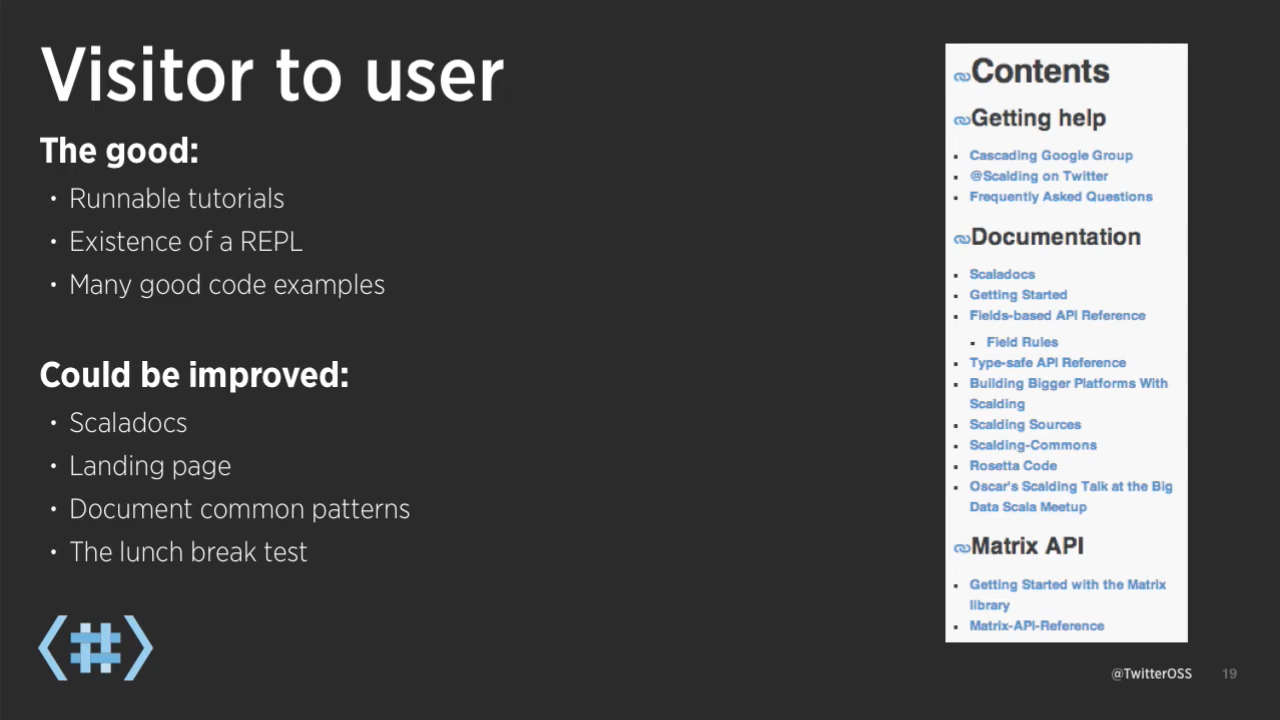 Visitor to user
The good:
• Runnable tutorials
• Existence of a REPL
• Many good code examples
Could be improved:
• Scaladocs
• Landing page
• Document common patterns
• The lunch break test
Contents
Getting help
Cascading Google Group
@Scalding on Twitter
Frequently Asked Questions
Documentation
Scaladocs
Getting Started
Fields-based API Reference
Field Rules
Type-safe API Reference
Building Bigger Platforms With
Scalding
Scalding Sources
Scalding-Commons
Rosetta Code
Oscar's Scalding Talk at the Big
Data Scala Meetup
Matrix API
Getting Started with the Matrix
library
Matrix-API-Reference
@TwitterOSS 19